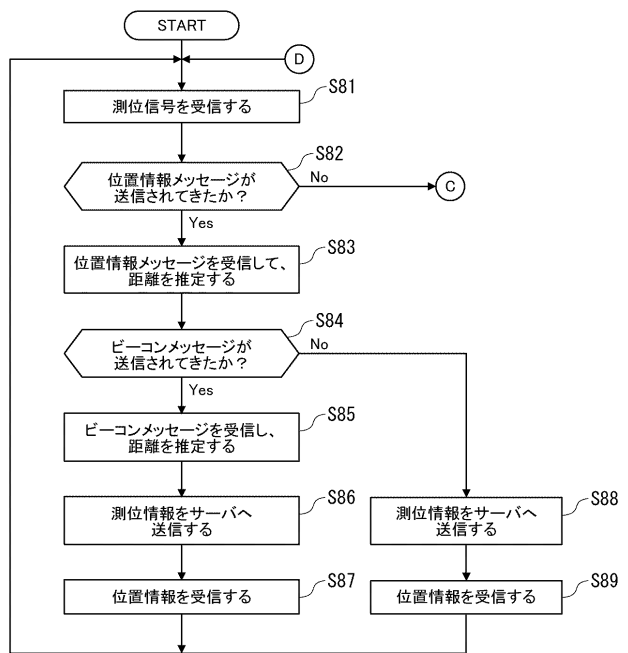 START
D
測位信号を受信する
S81
位置情報メッセージが
送信されてきたか？
S82
No
C
Yes
位置情報メッセージを受信して、
距離を推定する
S83
ビーコンメッセージが
送信されてきたか？
S84
No
Yes
ビーコンメッセージを受信し、
距離を推定する
S85
測位情報をサーバへ
送信する
S86
測位情報をサーバへ
送信する
S88
位置情報を受信する
S87
位置情報を受信する
S89